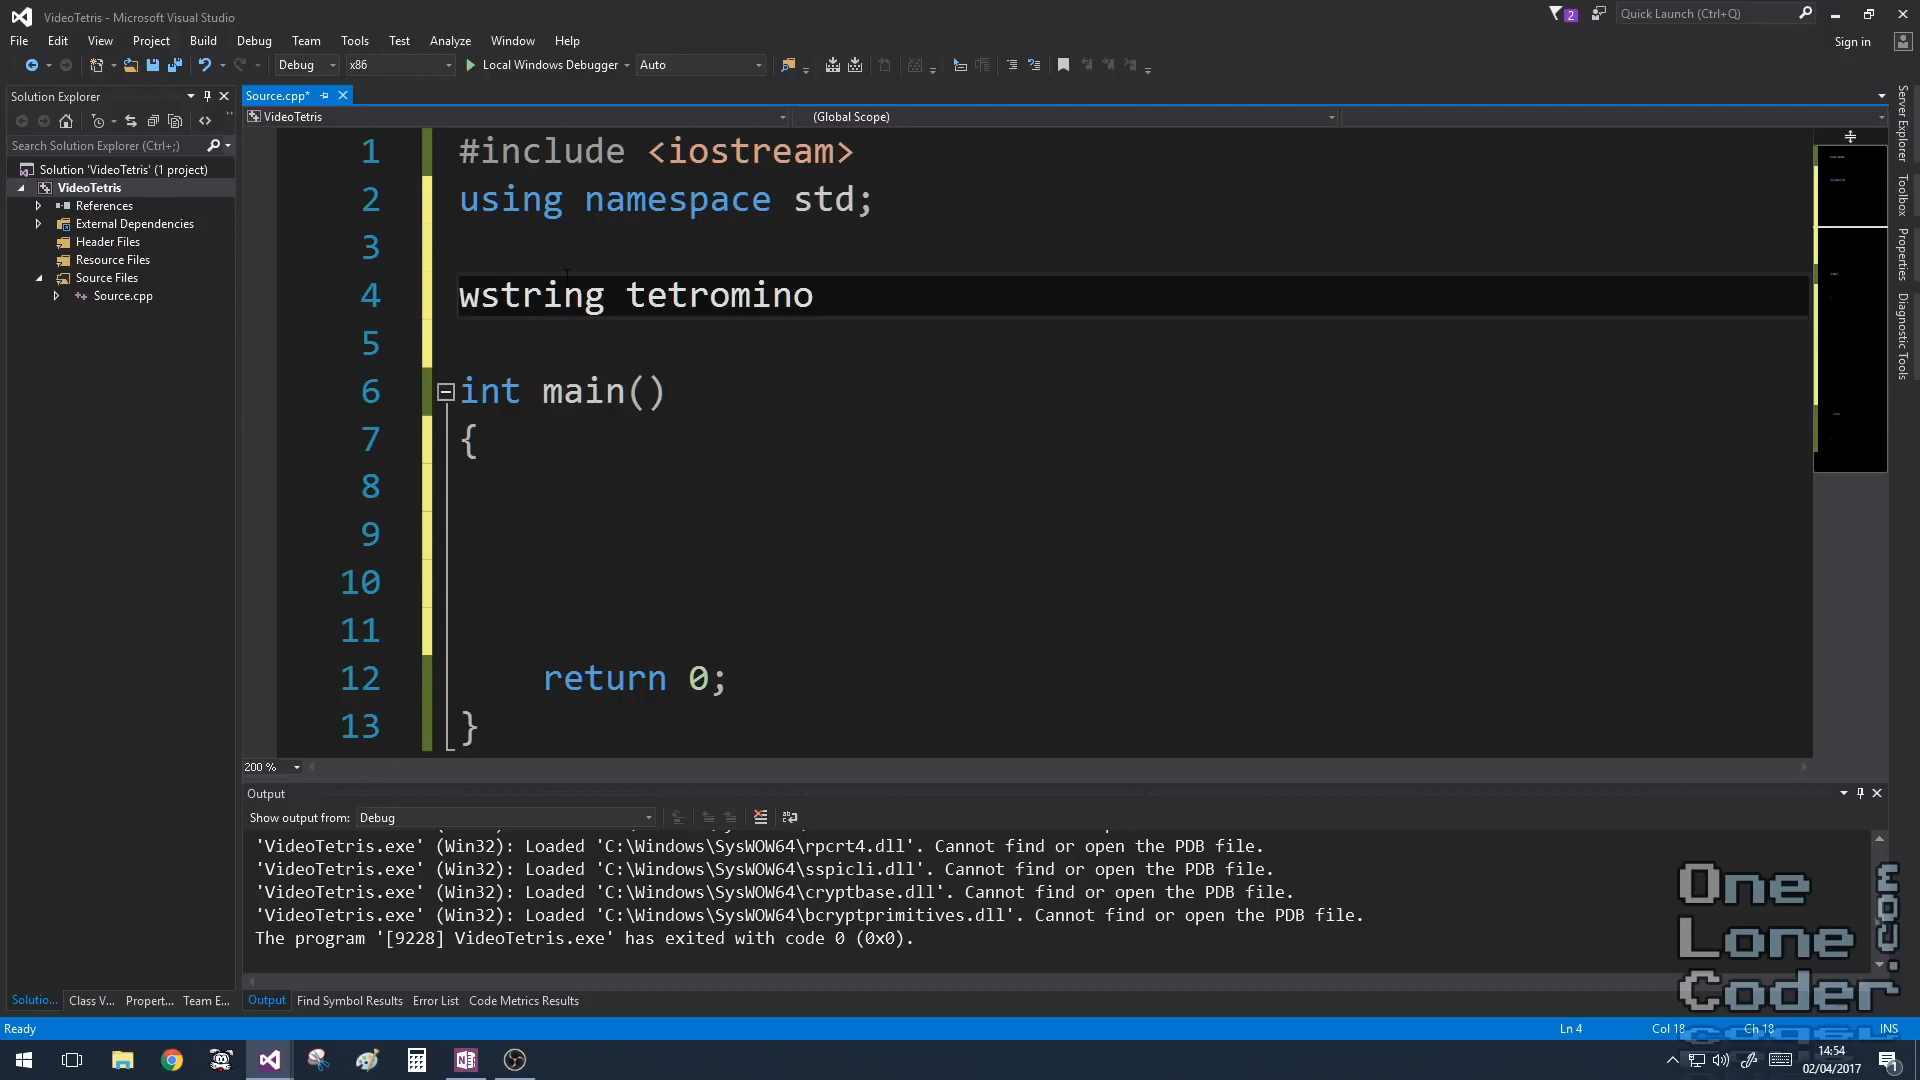 VideoTetris - Microsoft Visual Studio
2
Quick Launch (Ctrl+Q)
File Edit View Project Build Debug Team Tools Test Analyze Window Help
Sign in
Debug x86 Local Windows Debugger Auto
Solution Explorer
Search Solution Explorer (Ctrl+;)
Solution 'VideoTetris' (1 project)
VideoTetris
References
External Dependencies
Header Files
Resource Files
Source Files
Source.cpp
Source.cpp*
VideoTetris (Global Scope)
1 #include <iostream>
2 using namespace std;
3
4 wstring tetromino
5
6 int main()
7 {
8
9
10
11
12 return 0;
13 }
200 %
Server Explorer
Toolbox
Properties
Diagnostic Tools
Output
Show output from: Debug
'VideoTetris.exe' (Win32): Loaded 'C:\Windows\SysWOW64\rpcrt4.dll'. Cannot find or open the PDB file.
'VideoTetris.exe' (Win32): Loaded 'C:\Windows\SysWOW64\sspicli.dll'. Cannot find or open the PDB file.
'VideoTetris.exe' (Win32): Loaded 'C:\Windows\SysWOW64\cryptbase.dll'. Cannot find or open the PDB file.
'VideoTetris.exe' (Win32): Loaded 'C:\Windows\SysWOW64\bcryptprimitives.dll'. Cannot find or open the PDB file.
The program '[9228] VideoTetris.exe' has exited with code 0 (0x0).
Solutio... Class V... Propert... Team E...
Output Find Symbol Results Error List Code Metrics Results
One
Lone
Coder
.com
Ready Ln 4 Col 18 Ch 18 INS
14:54
02/04/2017
1